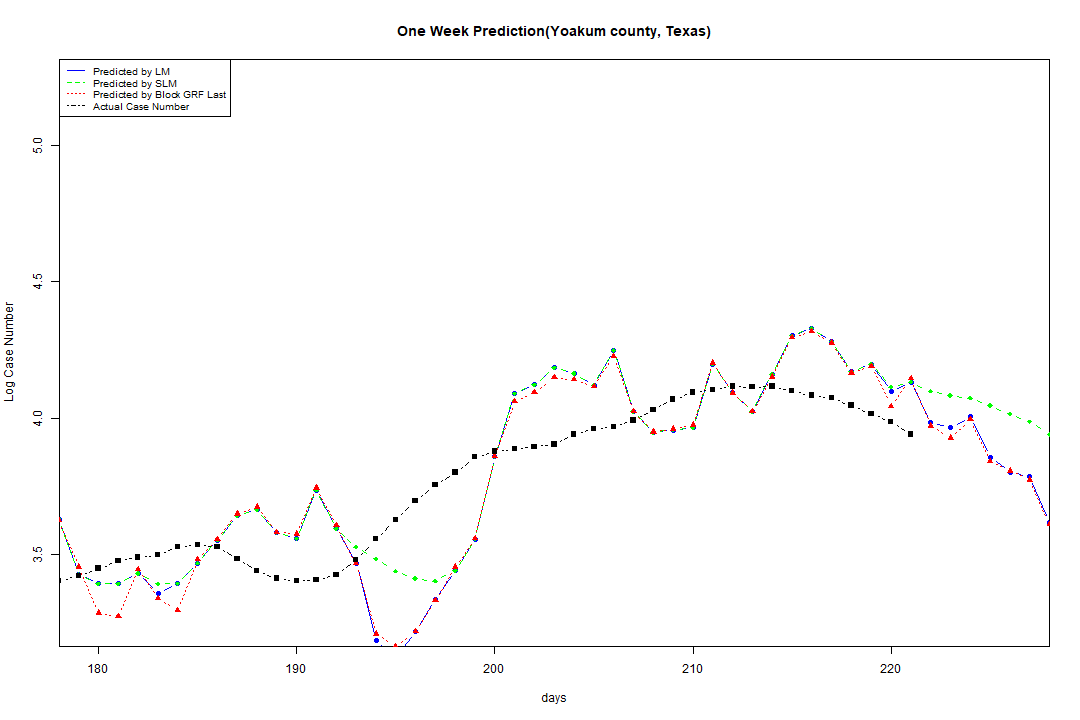 One Week Prediction(Yoakum county, Texas)
Predicted by LM
Predicted by SLM
Predicted by Block GRF Last
Actual Case Number
5.0
4.5
4.0
3.5
Log Case Number
180 190 200 210 220
days